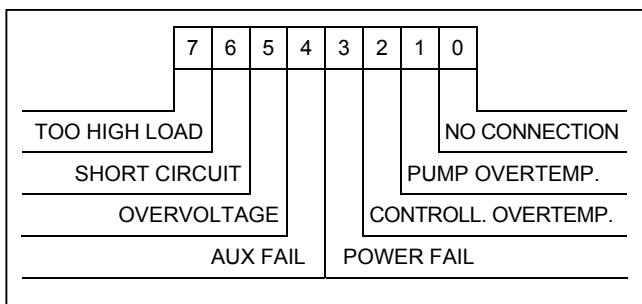 7 6 5 4 3 2 1 0
TOO HIGH LOAD NO CONNECTION
SHORT CIRCUIT PUMP OVERTEMP.
OVERVOLTAGE CONTROLL. OVERTEMP.
AUX FAIL POWER FAIL